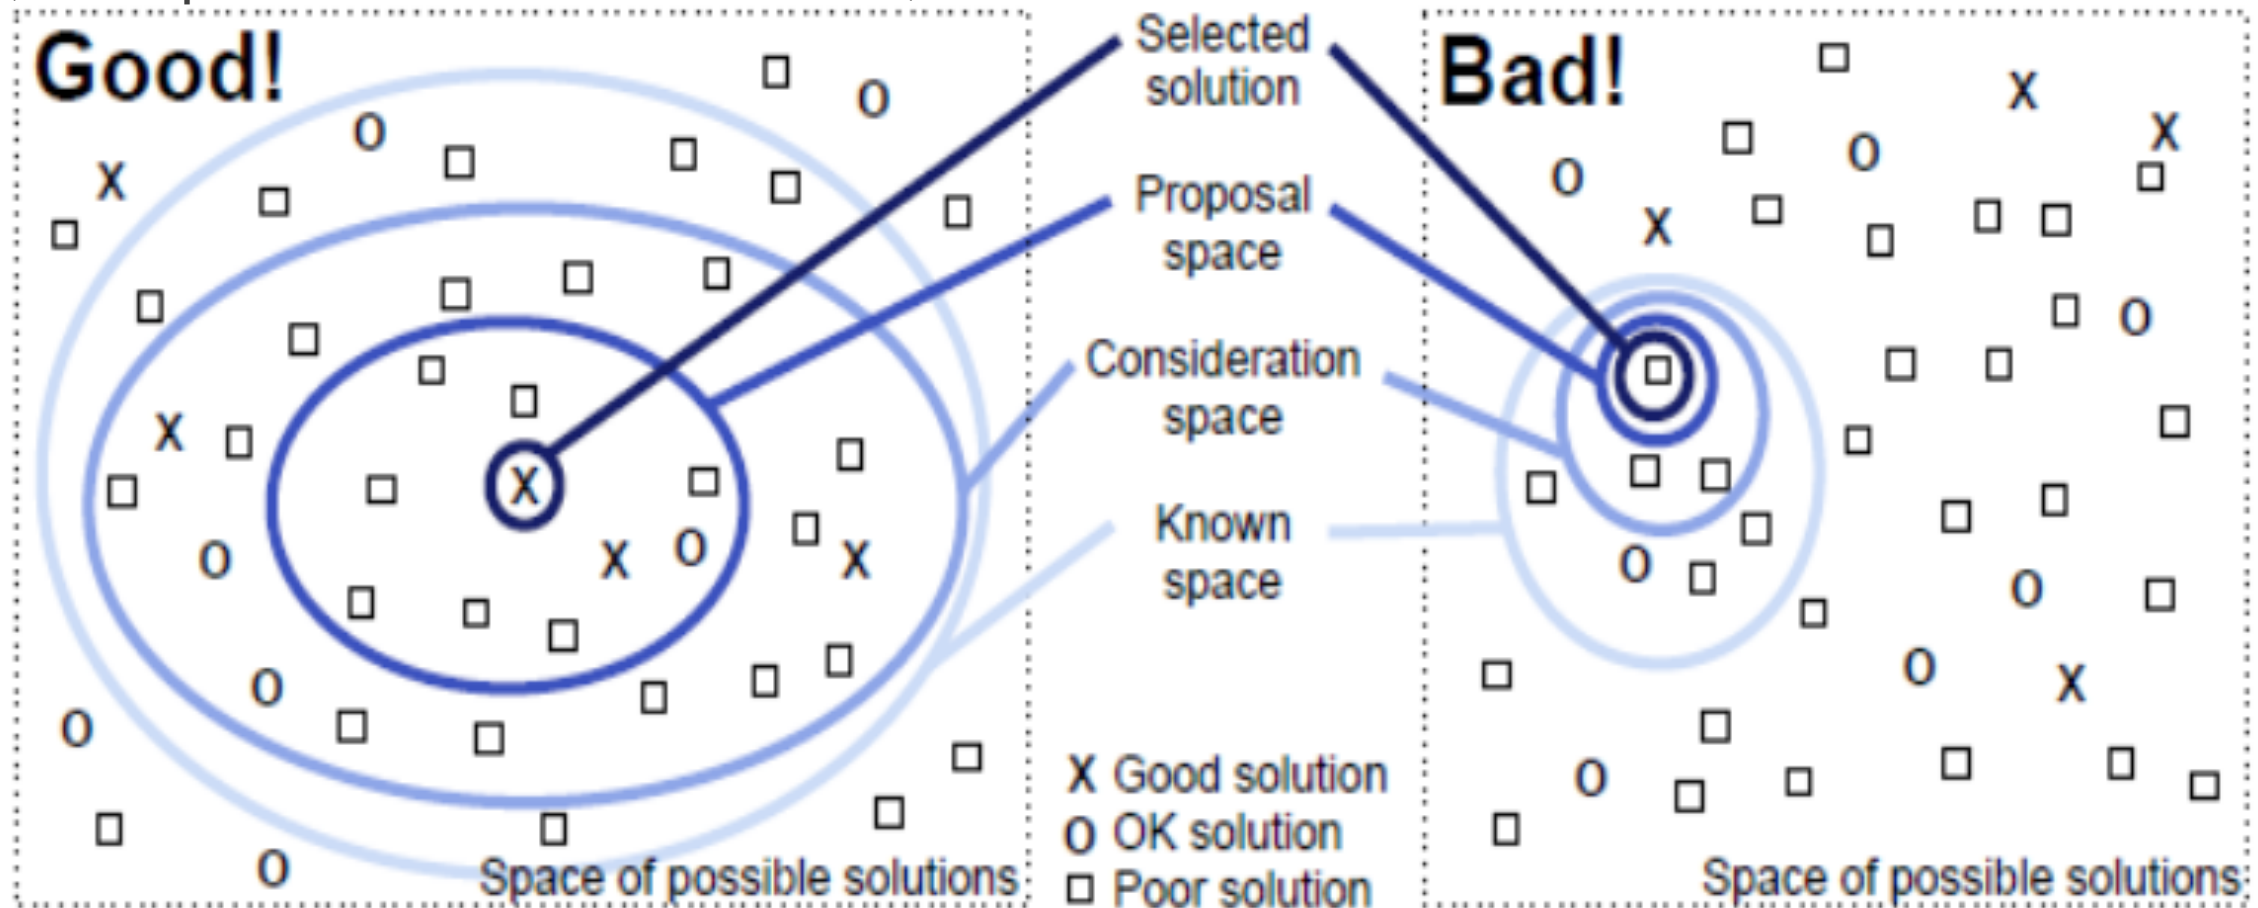 Good!
Selected
solution
Proposal
space
Consideration
space
Known
space
X Good solution
O OK solution
Poor solution
Space of possible solutions
Bad!
Space of possible solutions